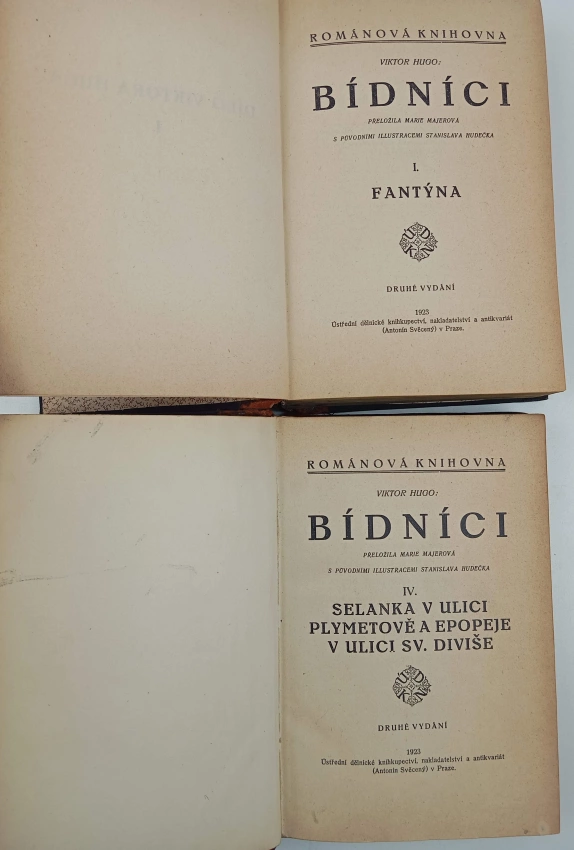 ROMÁNOVÁ KNIHOVNA
VIKTOR HUGO:
BÍDNÍCI
PŘELOŽILA MARIE MAJEROVÁ
S PŮVODNÍMI ILLUSTRACEMI STANISLAVA HUDEČKA
I.
FANTÝNA
DRUHÉ VYDÁNÍ
1923
Ústřední dělnické knihkupectví, nakladatelství a antikvariát
(Antonín Svěcený) v Praze.
ROMÁNOVÁ KNIHOVNA
VIKTOR HUGO:
BÍDNÍCI
PŘELOŽILA MARIE MAJEROVÁ
S PŮVODNÍMI ILLUSTRACEMI STANISLAVA HUDEČKA
IV.
SELANKA V ULICI
PLYMETOVĚ A EPOPEJE
V ULICI SV. DIVIŠE
DRUHÉ VYDÁNÍ
1923
Ústřední dělnické knihkupectví, nakladatelství a antikvariát
(Antonín Svěcený) v Praze.